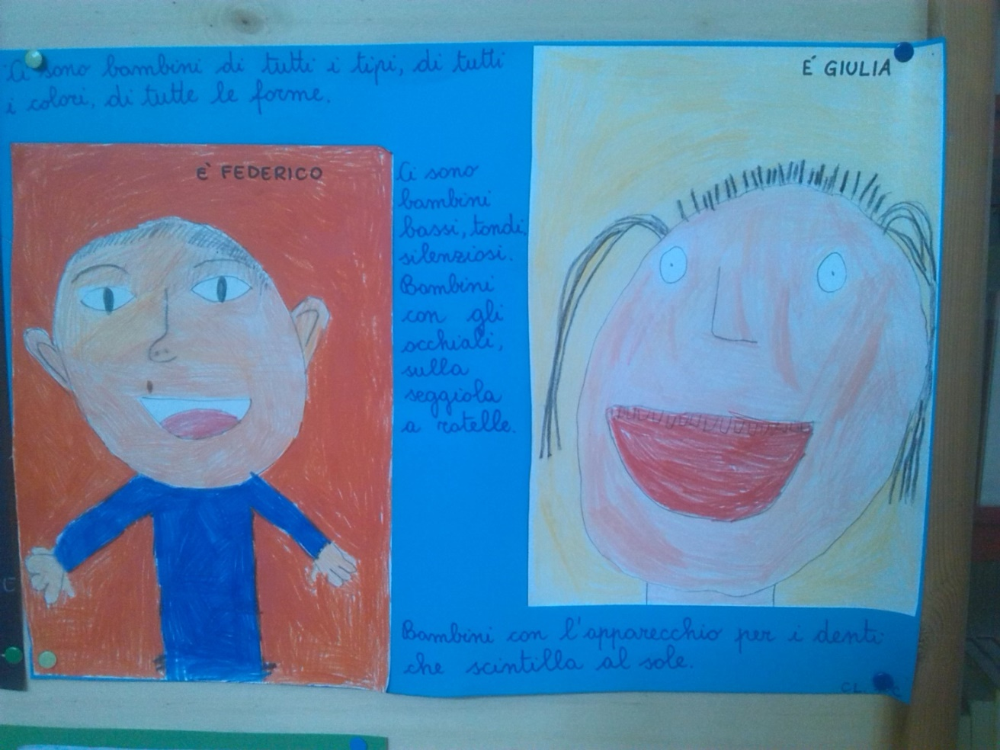 Ci sono bambini di tutti i tipi, di tutti
i colori, di tutte le forme.
È FEDERICO
Ci sono
bambini
bassi, tondi,
silenziosi.
Bambini
con gli
occhiali,
sulla
seggiola
a rotelle.
É GIULIA
Bambini con l'apparecchio per i denti
che scintilla al sole.